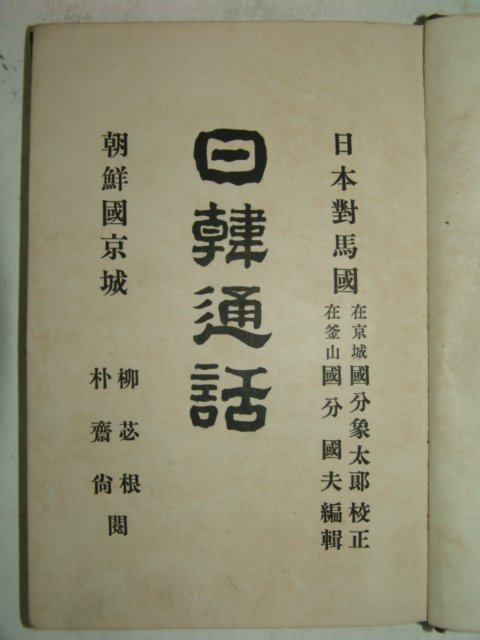 日本對馬國
在京城 國分象太郎校正
在釜山 國分國夫編輯
日韓通話
朝鮮國京城
柳苾根
朴齋尙 閱